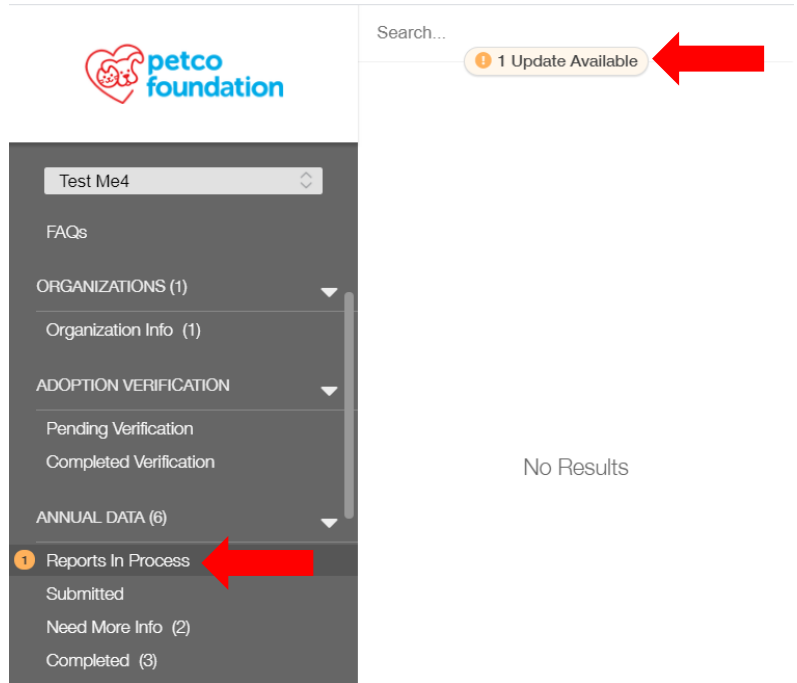 petco
foundation
Search...
! 1 Update Available
Test Me4
FAQs
ORGANIZATIONS (1)
Organization Info (1)
ADOPTION VERIFICATION
Pending Verification
Completed Verification
No Results
ANNUAL DATA (6)
1 Reports In Process
Submitted
Need More Info (2)
Completed (3)